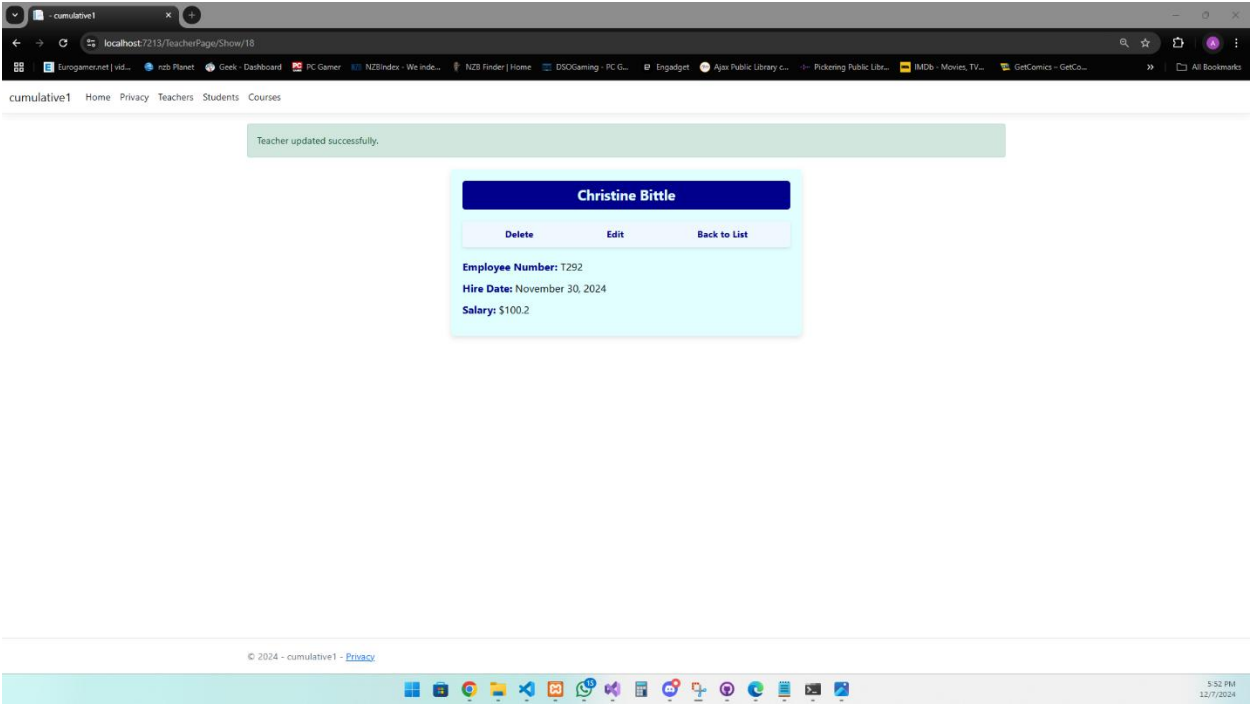 - cumulative1
localhost:7213/TeacherPage/Show/18
Eurogamer.net | vid... nzb Planet Geek - Dashboard PC Gamer NZBIndex - We inde... NZB Finder | Home DSOGaming - PC G... Engadget Ajax Public Library c... Pickering Public Libr... IMDb - Movies, TV... GetComics – GetCo... » All Bookmarks
cumulative1 Home Privacy Teachers Students Courses
Teacher updated successfully.
Christine Bittle
Delete Edit Back to List
Employee Number: T292
Hire Date: November 30, 2024
Salary: $100.2
© 2024 - cumulative1 - Privacy
5:52 PM
12/7/2024